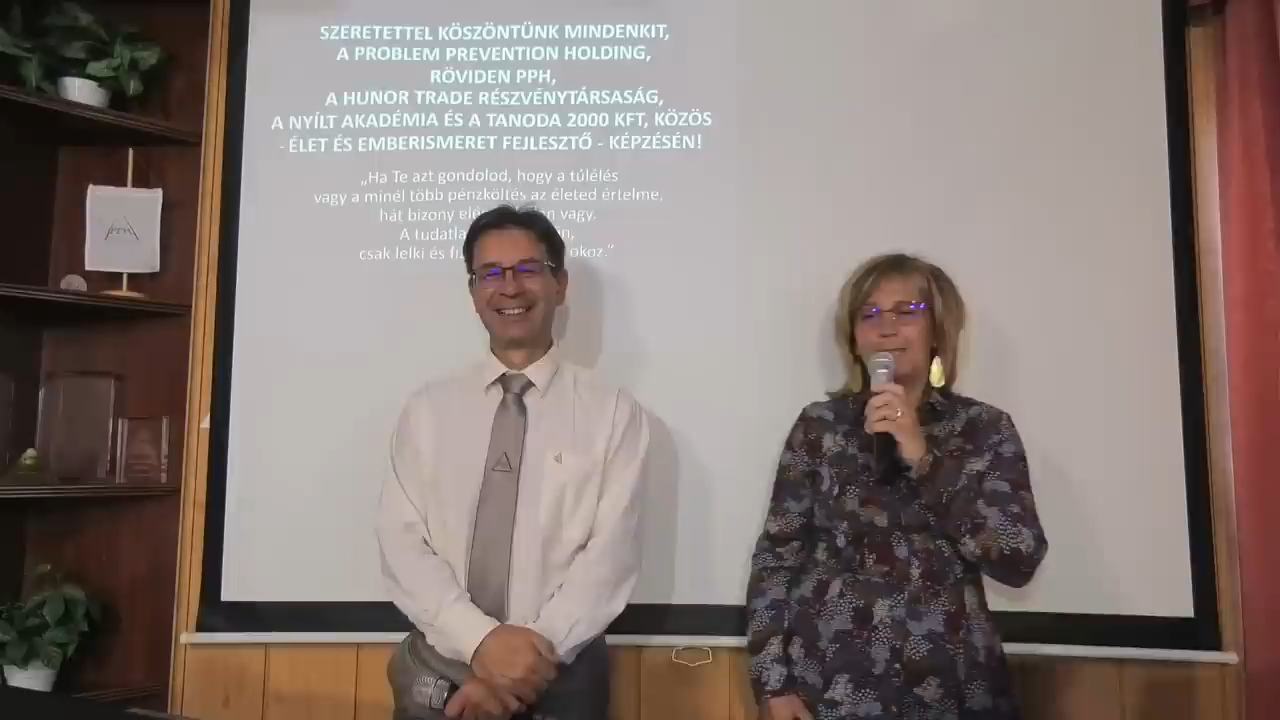 SZERETETTEL KÖSZÖNTÜNK MINDENKIT,
A PROBLEM PREVENTION HOLDING,
RÖVIDEN PPH,
A HUNOR TRADE RÉSZVÉNYTÁRSASÁG,
A NYÍLT AKADÉMIA ÉS A TANODA 2000 KFT, KÖZÖS
- ÉLET ÉS EMBERISMERET FEJLESZTŐ - KÉPZÉSÉN!
„Ha Te azt gondolod, hogy a túlélés
vagy a minél több pénzköltés az életed értelme,
hát bizony vagy.
A
csak lelki és okoz.”